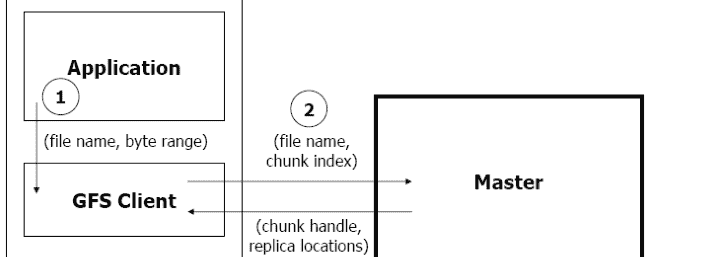 Application
1
(file name, byte range)
GFS Client
2
(file name,
chunk index)
(chunk handle,
replica locations)
Master